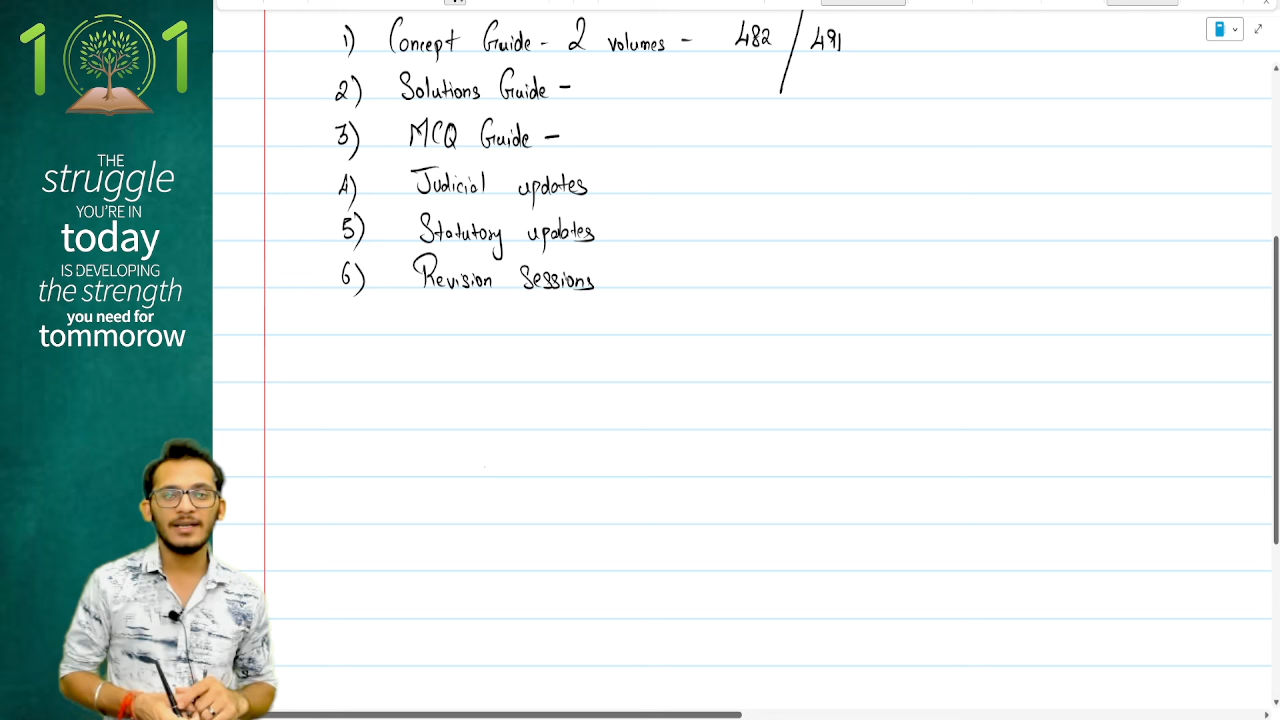 101
THE
struggle
YOU'RE IN
today
IS DEVELOPING
the strength
you need for
tommorow
1) Concept Guide - 2 volumes - 482 / 491
2) Solutions Guide -
3) MCQ Guide -
4) Judicial updates
5) Statutory updates
6) Revision Sessions